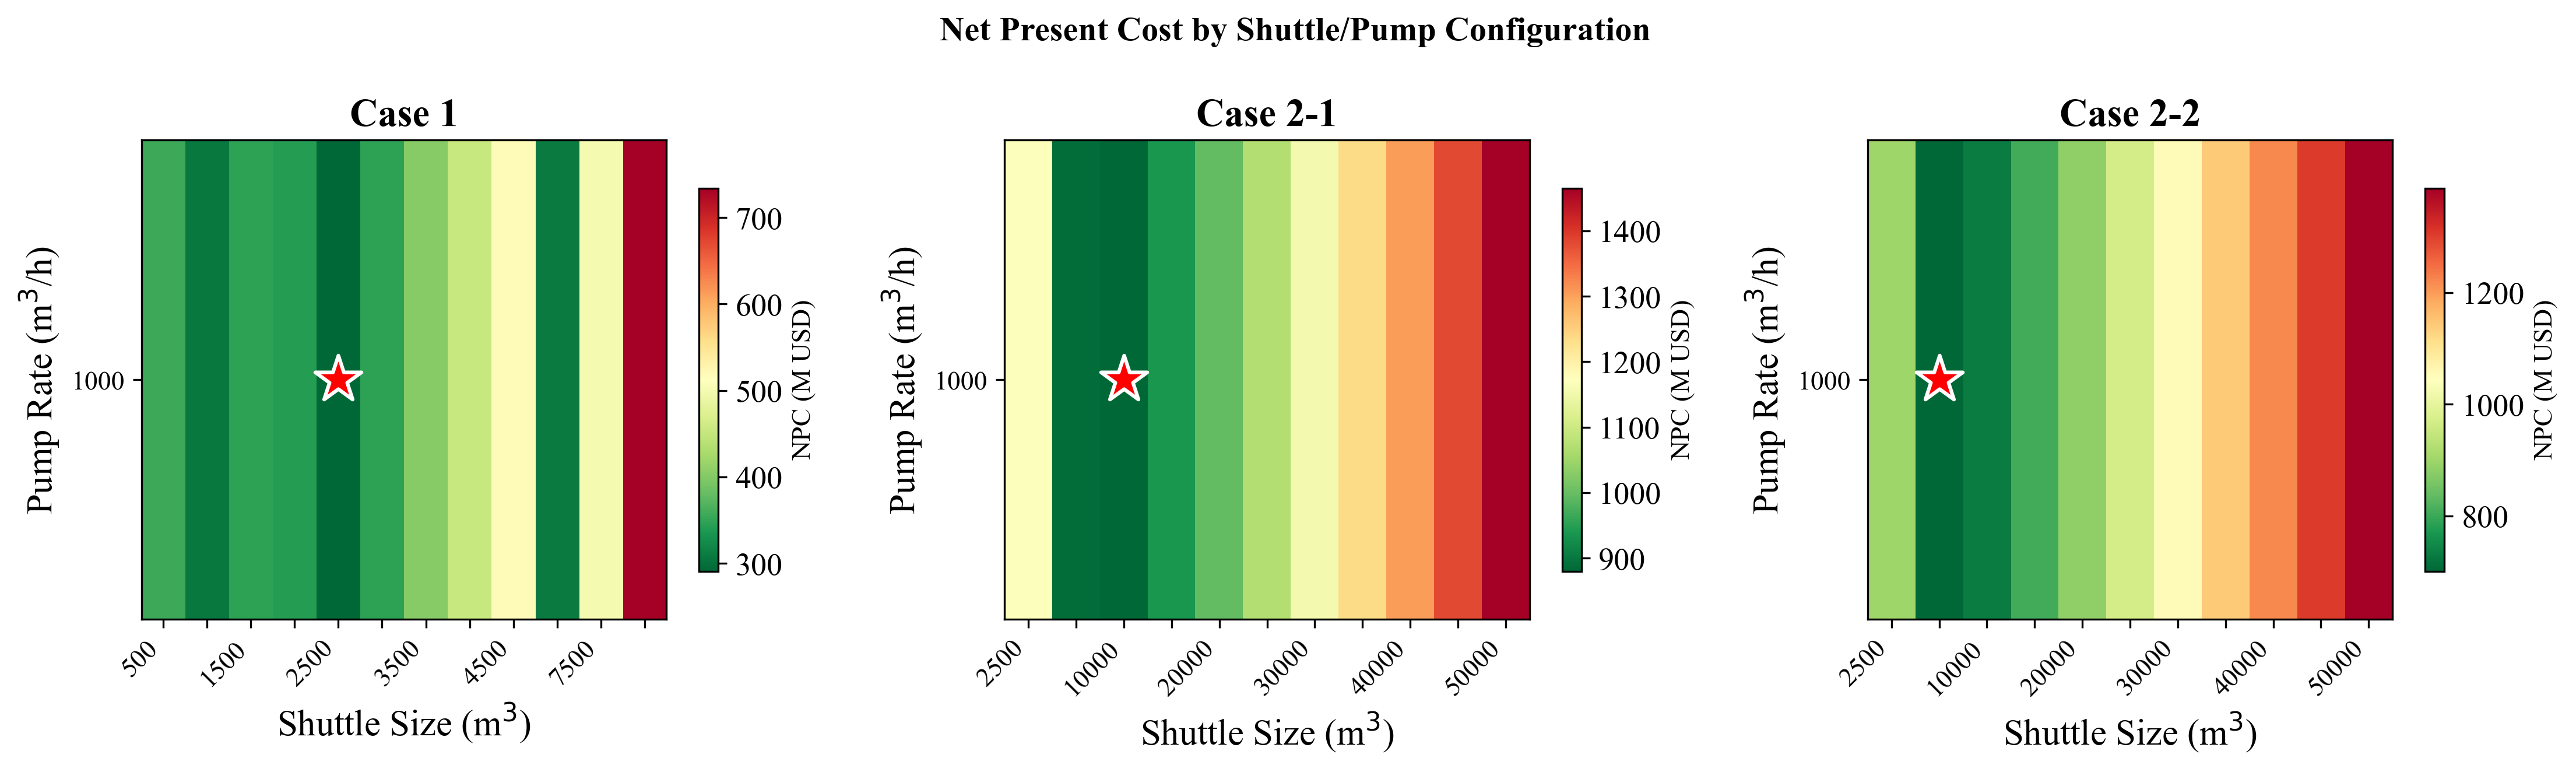 Net Present Cost by Shuttle/Pump Configuration
Case 1
Pump Rate (m³/h)
1000
500
1500
2500
3500
4500
7500
Shuttle Size (m³)
700
600
500
400
300
NPC (M USD)
Case 2-1
Pump Rate (m³/h)
1000
2500
10000
20000
30000
40000
50000
Shuttle Size (m³)
1400
1300
1200
1100
1000
900
NPC (M USD)
Case 2-2
Pump Rate (m³/h)
1000
2500
10000
20000
30000
40000
50000
Shuttle Size (m³)
1200
1000
800
NPC (M USD)